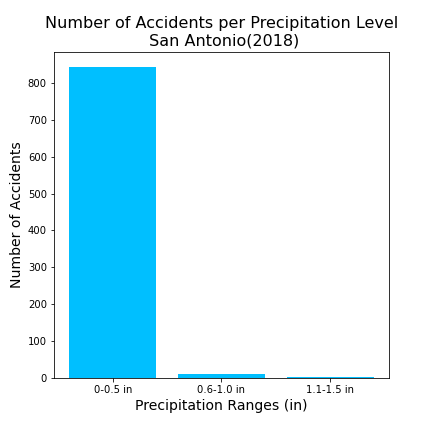 Number of Accidents per Precipitation Level
San Antonio(2018)
800
700
600
500
400
300
200
100
0
Number of Accidents
0-0.5 in
0.6-1.0 in
1.1-1.5 in
Precipitation Ranges (in)